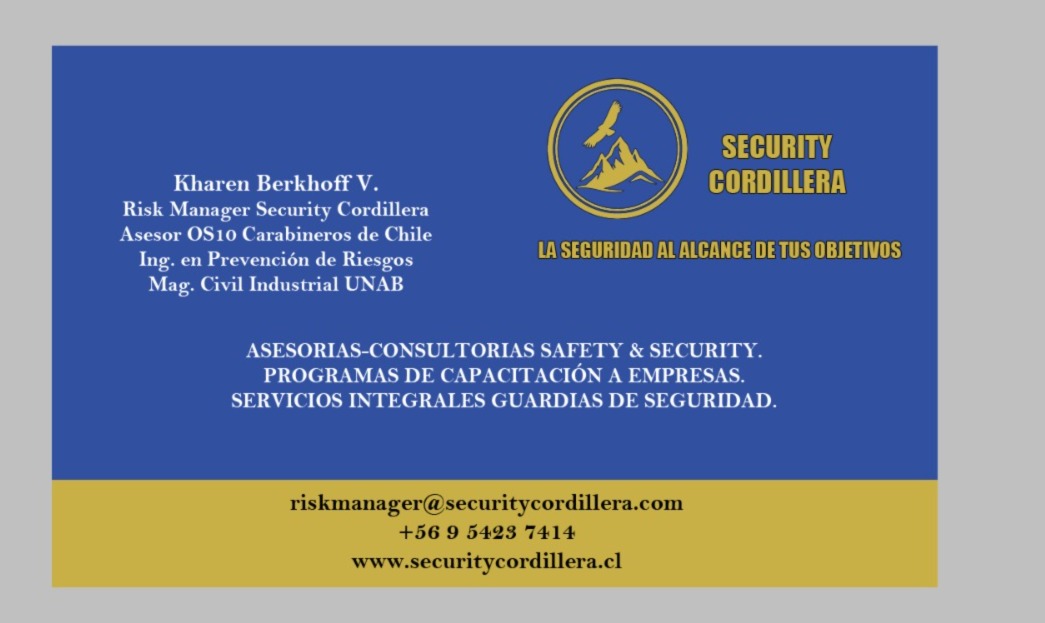 SECURITY
CORDILLERA
LA SEGURIDAD AL ALCANCE DE TUS OBJETIVOS
Kharen Berkhoff V.
Risk Manager Security Cordillera
Asesor OS10 Carabineros de Chile
Ing. en Prevención de Riesgos
Mag. Civil Industrial UNAB
ASESORIAS-CONSULTORIAS SAFETY & SECURITY.
PROGRAMAS DE CAPACITACIÓN A EMPRESAS.
SERVICIOS INTEGRALES GUARDIAS DE SEGURIDAD.
riskmanager@securitycordillera.com
+56 9 5423 7414
www.securitycordillera.cl